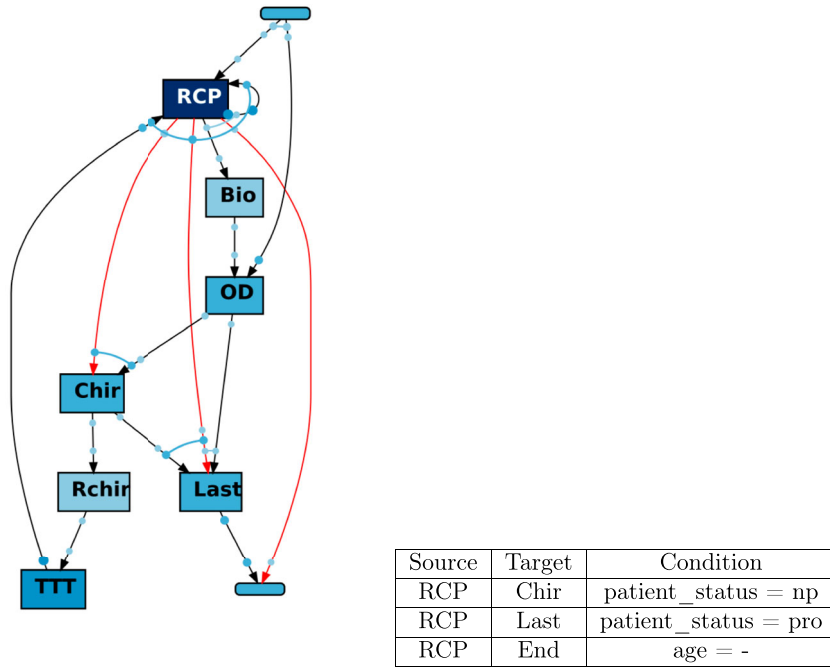 RCP
Bio
OD
Chir
Rchir
Last
TTT
Source Target Condition
RCP Chir patient_status = np
RCP Last patient_status = pro
RCP End age = -